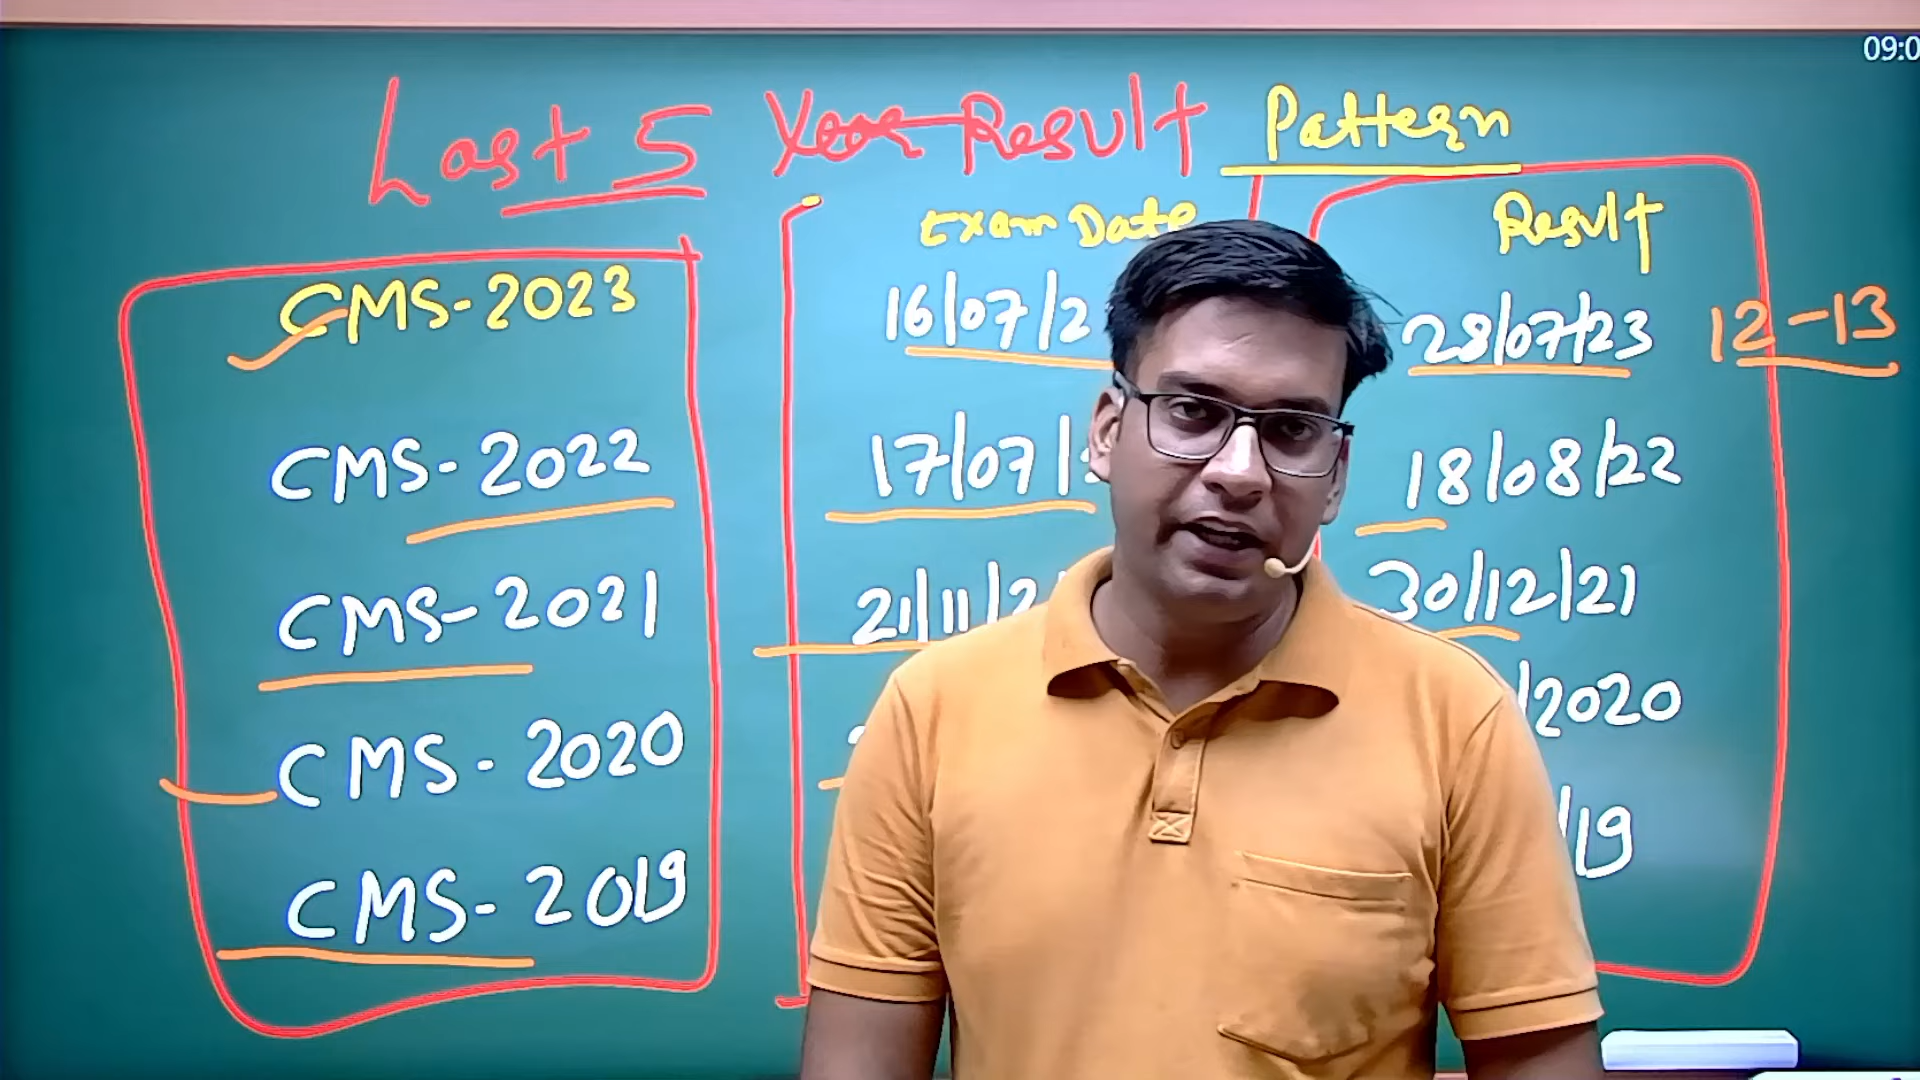 09:0
Last 5 Year Result Pattern
Exam Date Result
CMS-2023 16/07/2 28/07/23 12-13
CMS-2022 17/07/ 18/08/22
CMS-2021 21/11/2 30/12/21
CMS-2020 /2020
CMS-2019 /19